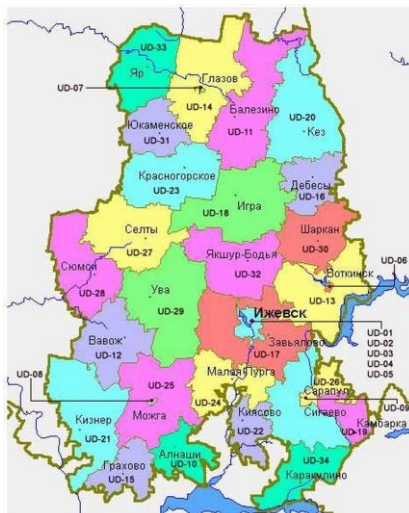 UD-33
Яр
Глазов
UD-07
UD-14
Балезино
UD-11
UD-20
Кез
Юкаменское
UD-31
Красногорское
UD-23
Дебесы
UD-16
Игра
UD-18
Шаркан
UD-30
Селты
UD-27
Якшур-Бодья
UD-32
UD-06
Воткинск
UD-13
Сюмси
UD-28
Ува
UD-29
Ижевск
UD-01
UD-02
UD-03
UD-04
UD-05
Завьялово
UD-17
Вавож
UD-12
Малая Пурга
UD-24
UD-08
UD-25
Можга
UD-26
Сарапул
UD-09
Сигаево
Камбарка
UD-19
Киясово
UD-22
Кизнер
UD-21
Алнаши
UD-10
Грахово
UD-15
UD-34
Каракулино